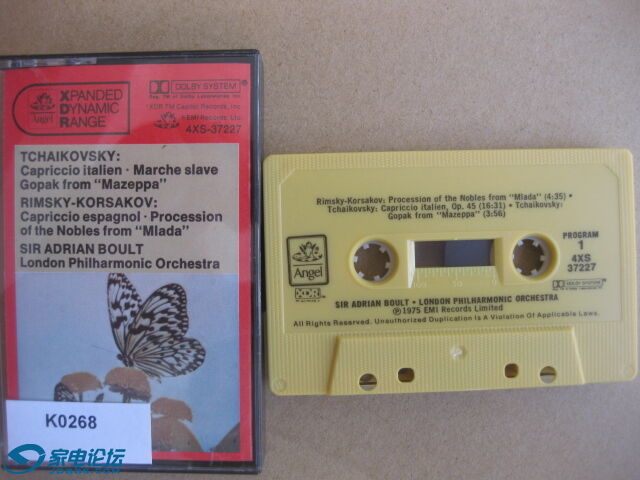 Angel
XPANDED
DYNAMIC
RANGE
DOLBY SYSTEM®
*XDR TM Capitol Records, Inc.
EMI Records Ltd.
4XS-37227
TCHAIKOVSKY:
Capriccio italien · Marche slave
Gopak from "Mazeppa"
RIMSKY-KORSAKOV:
Capriccio espagnol · Procession
of the Nobles from "Mlada"
SIR ADRIAN BOULT
London Philharmonic Orchestra
K0268
家电论坛
Rimsky-Korsakov: Procession of the Nobles from "Mlada" (4:35) •
Tchaikovsky: Capriccio italien, Op. 45 (16:31) • Tchaikovsky:
Gopak from "Mazeppa" (3:56)
PROGRAM
1
4XS
37227
Angel
XDR
DOLBY SYSTEM
100 50 0
SIR ADRIAN BOULT • LONDON PHILHARMONIC ORCHESTRA
℗1975 EMI Records Limited
All Rights Reserved. Unauthorized Duplication Is A Violation Of Applicable Laws.